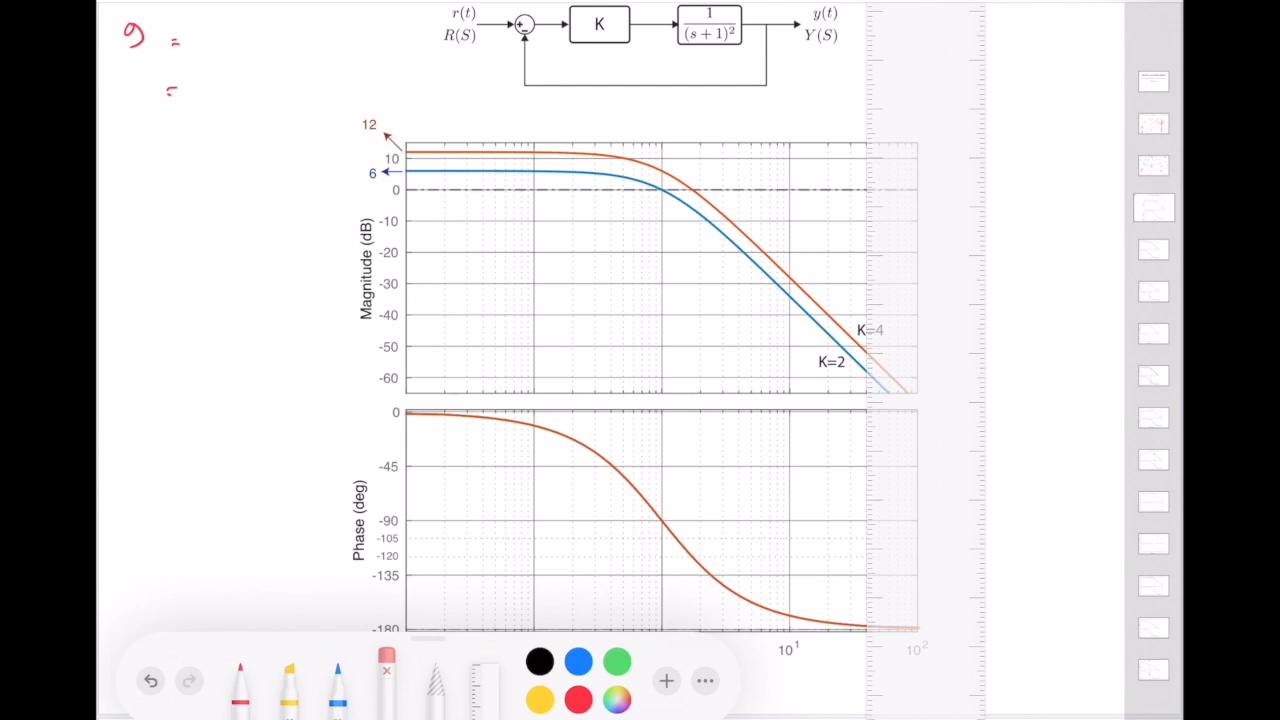 r(t) y(t)
+ K 1
R(S) − (s + 1)² Y(S)
9 =
=
12
6
10
0
-10
-20
-30
-40
-50
-60
Magnitude (dB)
K=4
K=2
0
-45
-90
-105
-120
-135
-180
Phase (deg)
10¹ 10²